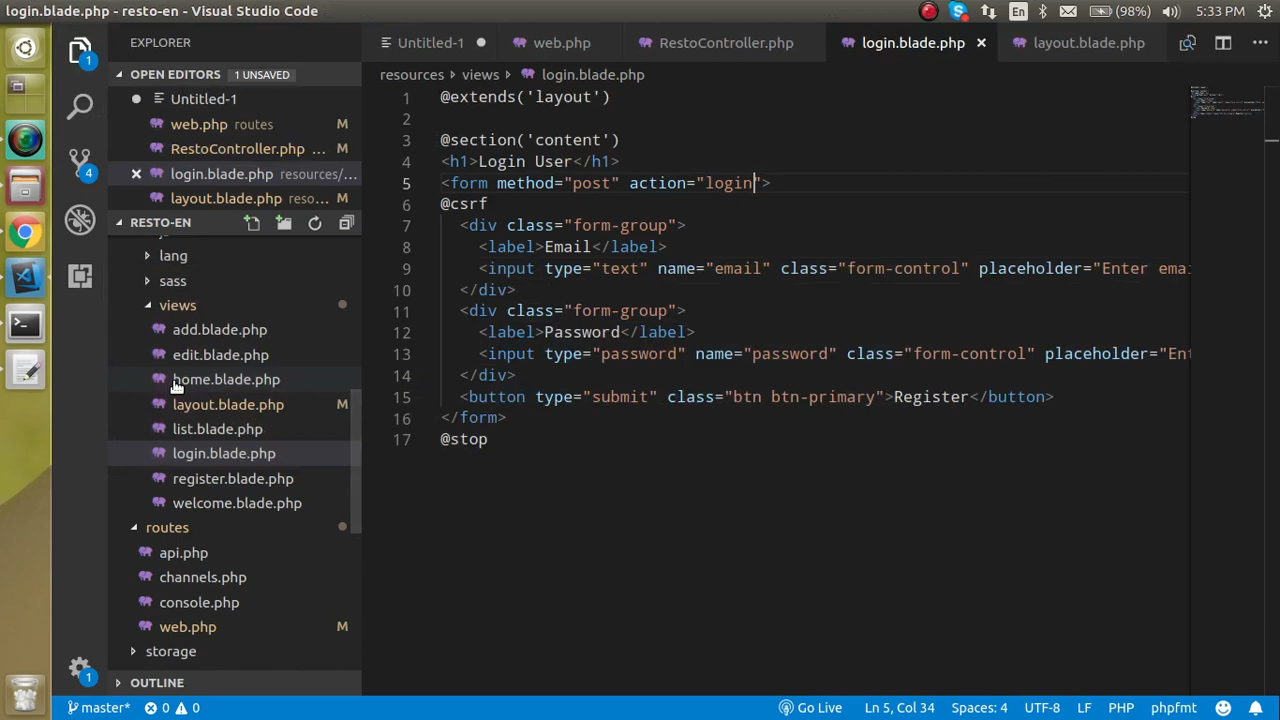 login.blade.php - resto-en - Visual Studio Code
En
(98%)
5:33 PM
EXPLORER
OPEN EDITORS 1 UNSAVED
Untitled-1
web.php routes M
RestoController.php ... M
login.blade.php resources/...
layout.blade.php reso... M
RESTO-EN
lang
sass
views
add.blade.php
edit.blade.php
home.blade.php
layout.blade.php M
list.blade.php
login.blade.php
register.blade.php
welcome.blade.php
routes
api.php
channels.php
console.php
web.php M
storage
OUTLINE
1
4
1
Untitled-1
web.php
RestoController.php
login.blade.php
layout.blade.php
resources views login.blade.php
1 @extends('layout')
2
3 @section('content')
4 <h1>Login User</h1>
5 <form method="post" action="login">
6 @csrf
7 <div class="form-group">
8 <label>Email</label>
9 <input type="text" name="email" class="form-control" placeholder="Enter emai
10 </div>
11 <div class="form-group">
12 <label>Password</label>
13 <input type="password" name="password" class="form-control" placeholder="Ent
14 </div>
15 <button type="submit" class="btn btn-primary">Register</button>
16 </form>
17 @stop
master* 0 0
Go Live
Ln 5, Col 34
Spaces: 4
UTF-8
LF
PHP
phpfmt